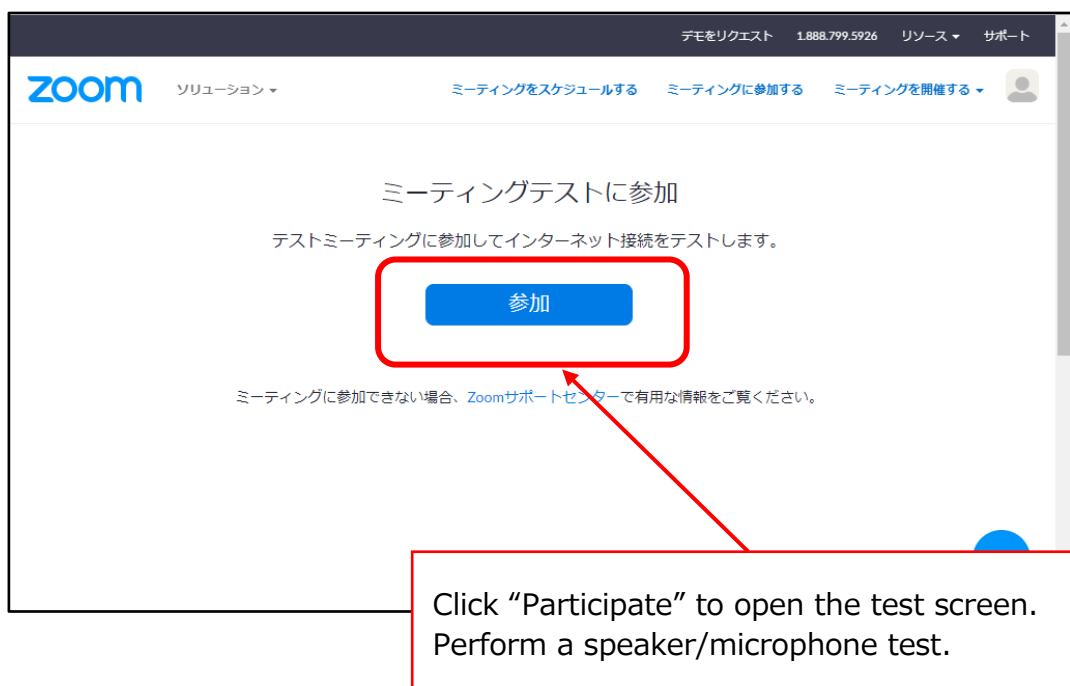 デモをリクエスト 1.888.799.5926 リソース サポート
zoom ソリューション ミーティングをスケジュールする ミーティングに参加する ミーティングを開催する
ミーティングテストに参加
テストミーティングに参加してインターネット接続をテストします。
参加
ミーティングに参加できない場合、Zoomサポートセンターで有用な情報をご覧ください。
Click “Participate” to open the test screen.
Perform a speaker/microphone test.